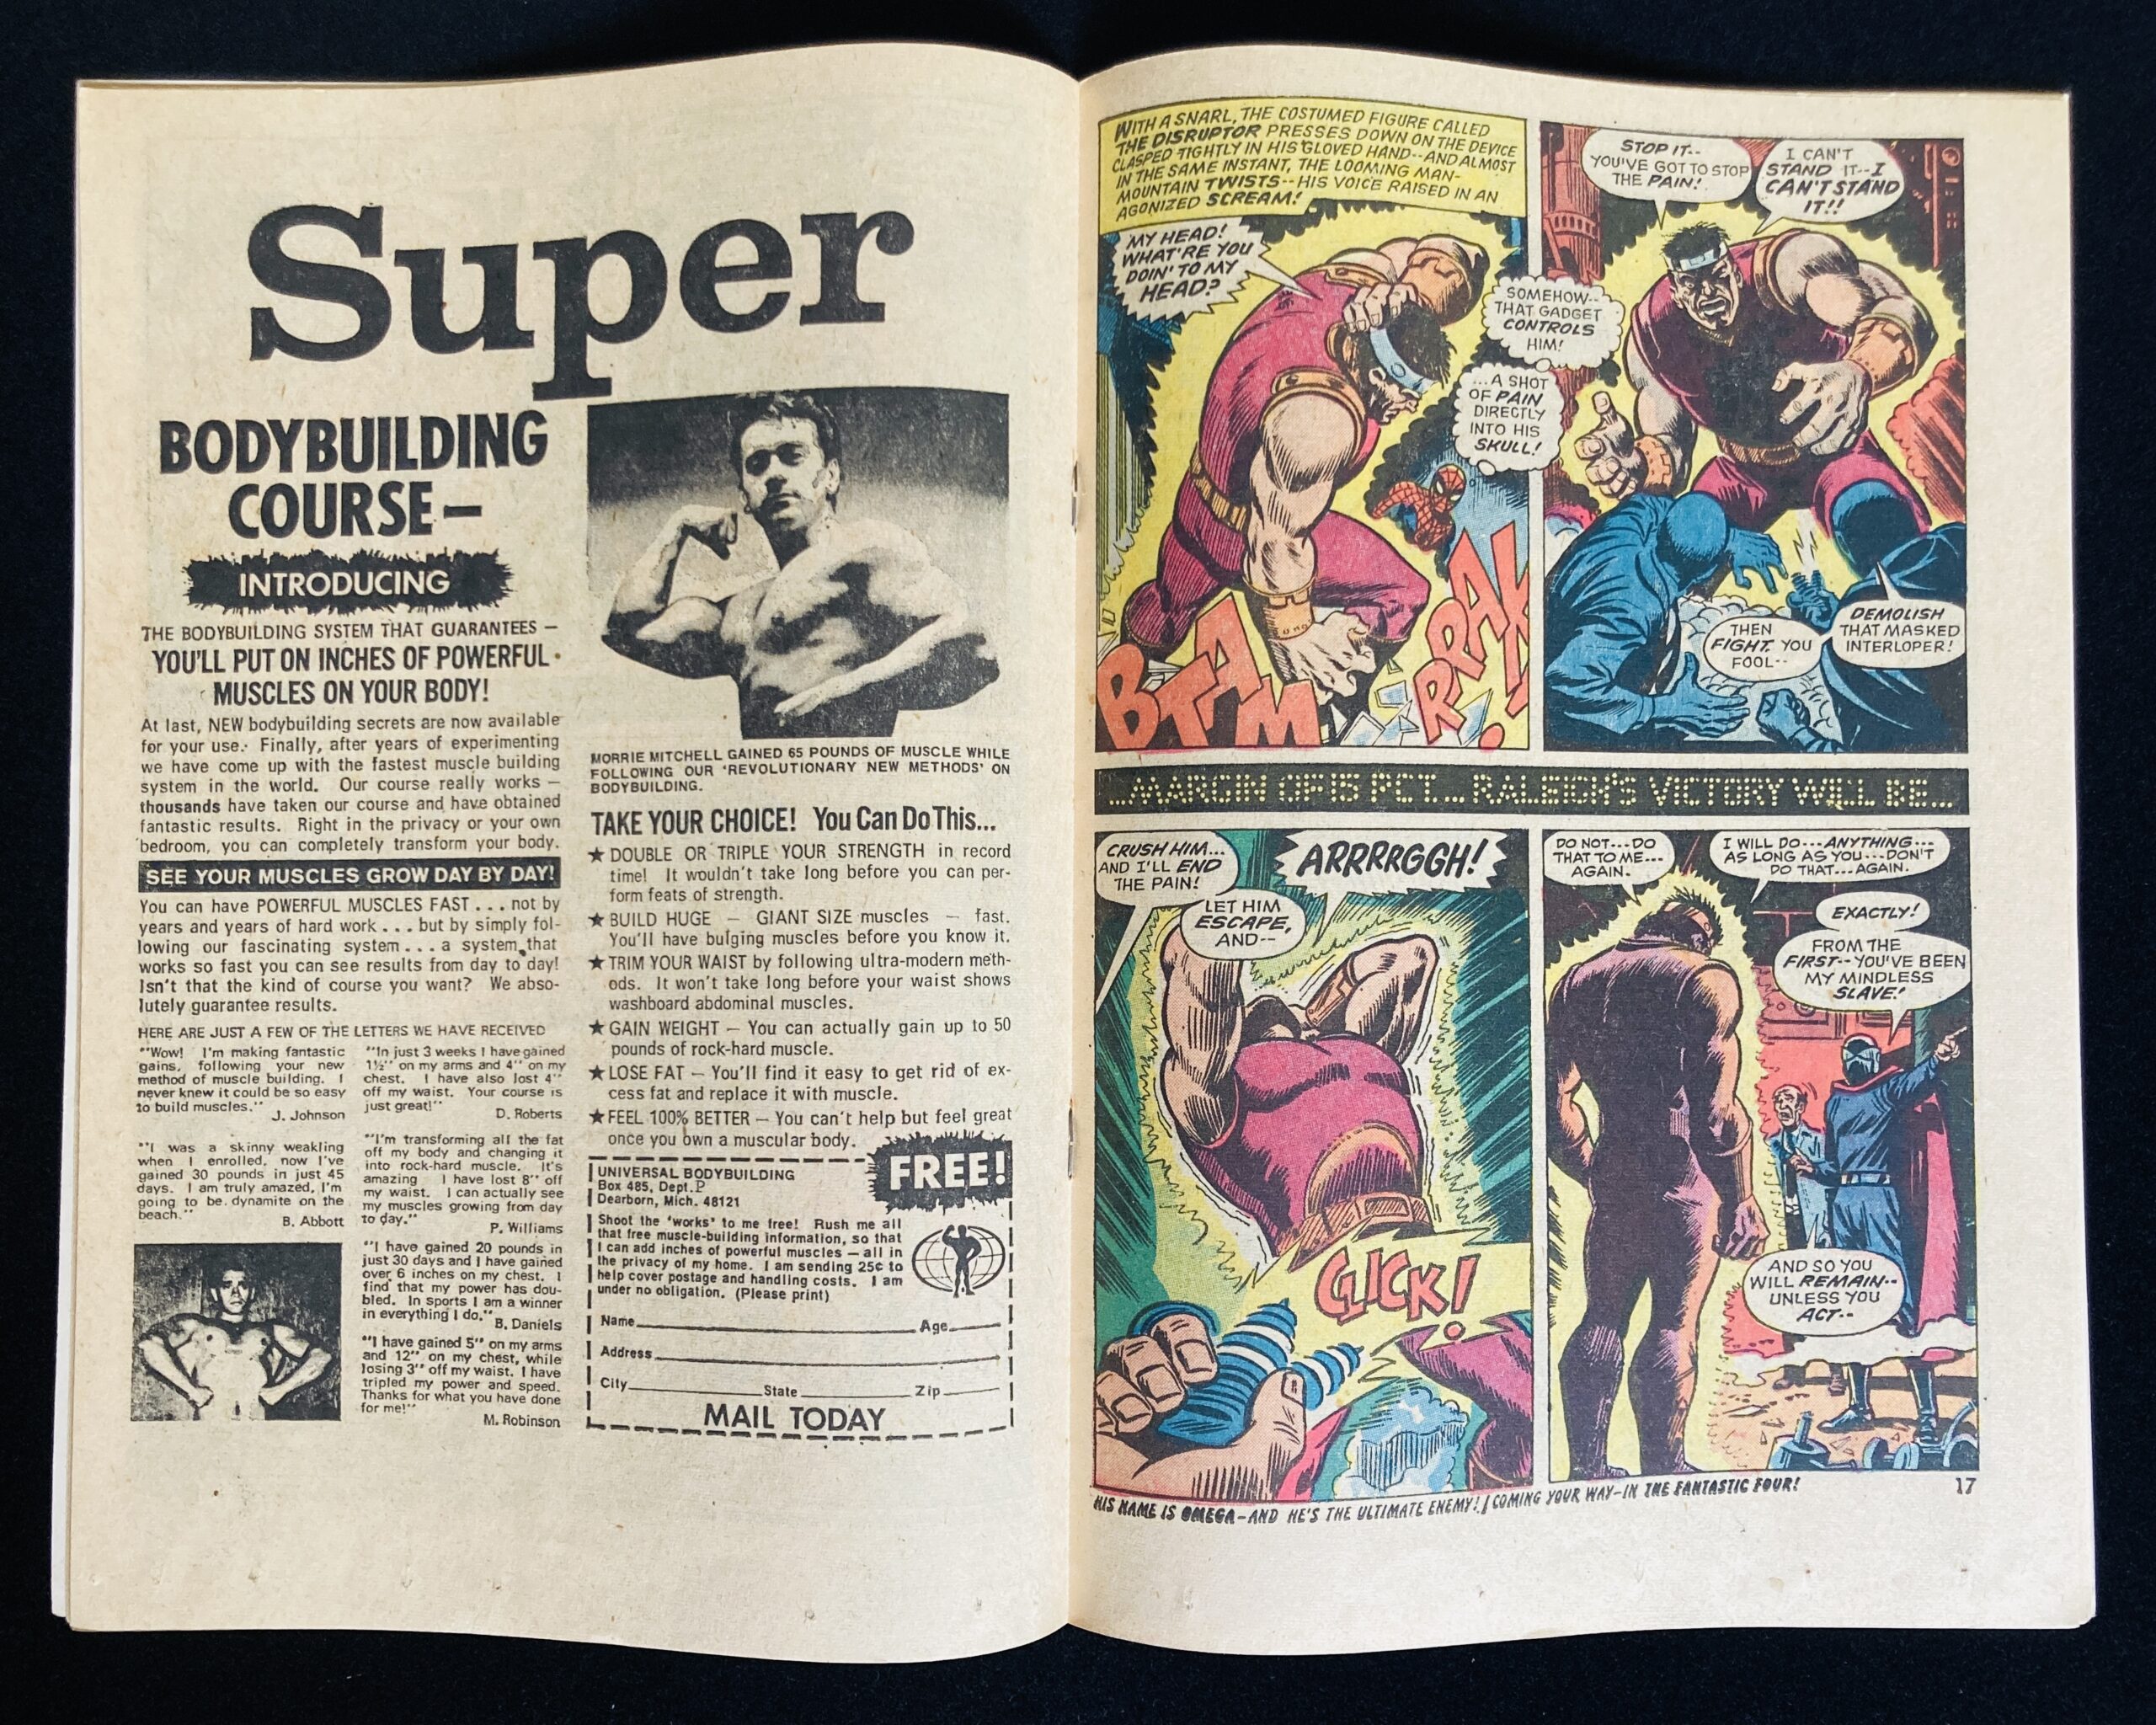 Super
BODYBUILDING
COURSE—
INTRODUCING
THE BODYBUILDING SYSTEM THAT GUARANTEES —
YOU'LL PUT ON INCHES OF POWERFUL
MUSCLES ON YOUR BODY!
At last, NEW bodybuilding secrets are now available
for your use. Finally, after years of experimenting
we have come up with the fastest muscle building
system in the world. Our course really works —
thousands have taken our course and have obtained
fantastic results. Right in the privacy or your own
bedroom, you can completely transform your body.
SEE YOUR MUSCLES GROW DAY BY DAY!
You can have POWERFUL MUSCLES FAST . . . not by
years and years of hard work . . . but by simply fol-
lowing our fascinating system . . . a system that
works so fast you can see results from day to day!
Isn't that the kind of course you want? We abso-
lutely guarantee results.
HERE ARE JUST A FEW OF THE LETTERS WE HAVE RECEIVED
"Wow! I'm making fantastic
gains, following your new
method of muscle building. I
never knew it could be so easy
to build muscles."
J. Johnson
"I was a skinny weakling
when I enrolled, now I've
gained 30 pounds in just 45
days. I am truly amazed, I'm
going to be dynamite on the
beach."
B. Abbott
"In just 3 weeks I have gained
1½" on my arms and 4" on my
chest. I have also lost 4"
off my waist. Your course is
just great!"
D. Roberts
"I'm transforming all the fat
off my body and changing it
into rock-hard muscle. It's
amazing I have lost 8" off
my waist. I can actually see
my muscles growing from day
to day."
P. Williams
"I have gained 20 pounds in
just 30 days and I have gained
over 6 inches on my chest. I
find that my power has dou-
bled. In sports I am a winner
in everything I do."
B. Daniels
"I have gained 5" on my arms
and 12" on my chest, while
losing 3" off my waist. I have
tripled my power and speed.
Thanks for what you have done
for me!"
M. Robinson
MORRIE MITCHELL GAINED 65 POUNDS OF MUSCLE WHILE
FOLLOWING OUR 'REVOLUTIONARY NEW METHODS' ON
BODYBUILDING.
TAKE YOUR CHOICE! You Can Do This...
★ DOUBLE OR TRIPLE YOUR STRENGTH in record
time! It wouldn't take long before you can per-
form feats of strength.
★ BUILD HUGE — GIANT SIZE muscles — fast.
You'll have bulging muscles before you know it.
★ TRIM YOUR WAIST by following ultra-modern meth-
ods. It won't take long before your waist shows
washboard abdominal muscles.
★ GAIN WEIGHT — You can actually gain up to 50
pounds of rock-hard muscle.
★ LOSE FAT — You'll find it easy to get rid of ex-
cess fat and replace it with muscle.
★ FEEL 100% BETTER — You can't help but feel great
once you own a muscular body.
FREE!
UNIVERSAL BODYBUILDING
Box 485, Dept.P
Dearborn, Mich. 48121
Shoot the 'works' to me free! Rush me all
that free muscle-building information, so that
I can add inches of powerful muscles — all in
the privacy of my home. I am sending 25¢ to
help cover postage and handling costs. I am
under no obligation. (Please print)
Name Age
Address
City State Zip
MAIL TODAY
WITH A SNARL, THE COSTUMED FIGURE CALLED
THE DISRUPTOR PRESSES DOWN ON THE DEVICE
CLASPED TIGHTLY IN HIS GLOVED HAND--AND ALMOST
IN THE SAME INSTANT, THE LOOMING MAN-
MOUNTAIN TWISTS--HIS VOICE RAISED IN AN
AGONIZED SCREAM!
MY HEAD!
WHAT'RE YOU
DOIN' TO MY
HEAD?
SOMEHOW--
THAT GADGET
CONTROLS
HIM!
...A SHOT
OF PAIN
DIRECTLY
INTO HIS
SKULL!
BTAM
RRAK!
STOP IT--
YOU'VE GOT TO STOP
THE PAIN!
I CAN'T
STAND IT--I
CAN'T STAND
IT!!
THEN
FIGHT, YOU
FOOL--
DEMOLISH
THAT MASKED
INTERLOPER!
...MARGIN OF 15 PCT... RALEIGH'S VICTORY WILL BE...
CRUSH HIM...
AND I'LL END
THE PAIN!
LET HIM
ESCAPE,
AND--
ARRRRGGH!
CLICK!
DO NOT...DO
THAT TO ME...
AGAIN.
I WILL DO...ANYTHING...
AS LONG AS YOU...DON'T
DO THAT...AGAIN.
EXACTLY!
FROM THE
FIRST--YOU'VE BEEN
MY MINDLESS
SLAVE!
AND SO YOU
WILL REMAIN--
UNLESS YOU
ACT--
HIS NAME IS OMEGA—AND HE'S THE ULTIMATE ENEMY! COMING YOUR WAY—IN THE FANTASTIC FOUR!
17